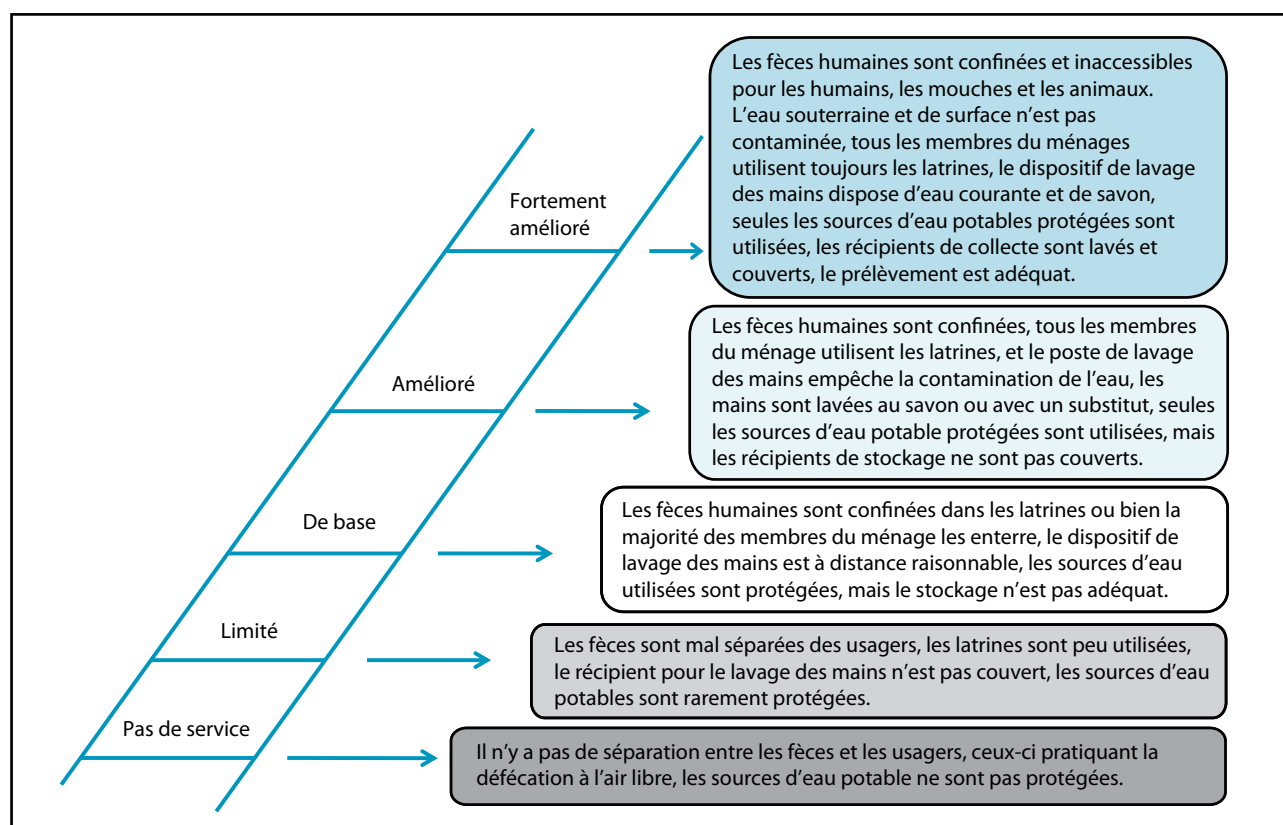 Les fèces humaines sont confinées et inaccessibles
pour les humains, les mouches et les animaux.
L’eau souterraine et de surface n’est pas
contaminée, tous les membres du ménages
utilisent toujours les latrines, le dispositif de lavage
des mains dispose d’eau courante et de savon,
seules les sources d’eau potables protégées sont
utilisées, les récipients de collecte sont lavés et
couverts, le prélèvement est adéquat.
Fortement
amélioré
Les fèces humaines sont confinées, tous les membres
du ménage utilisent les latrines, et le poste de lavage
des mains empêche la contamination de l’eau, les
mains sont lavées au savon ou avec un substitut, seules
les sources d’eau potable protégées sont utilisées, mais
les récipients de stockage ne sont pas couverts.
Amélioré
Les fèces humaines sont confinées dans les latrines ou bien la
majorité des membres du ménage les enterre, le dispositif de
lavage des mains est à distance raisonnable, les sources d’eau
utilisées sont protégées, mais le stockage n’est pas adéquat.
De base
Les fèces sont mal séparées des usagers, les latrines sont peu utilisées,
le récipient pour le lavage des mains n’est pas couvert, les sources d’eau
potables sont rarement protégées.
Limité
Il n’y a pas de séparation entre les fèces et les usagers, ceux-ci pratiquant la
défécation à l’air libre, les sources d’eau potable ne sont pas protégées.
Pas de service